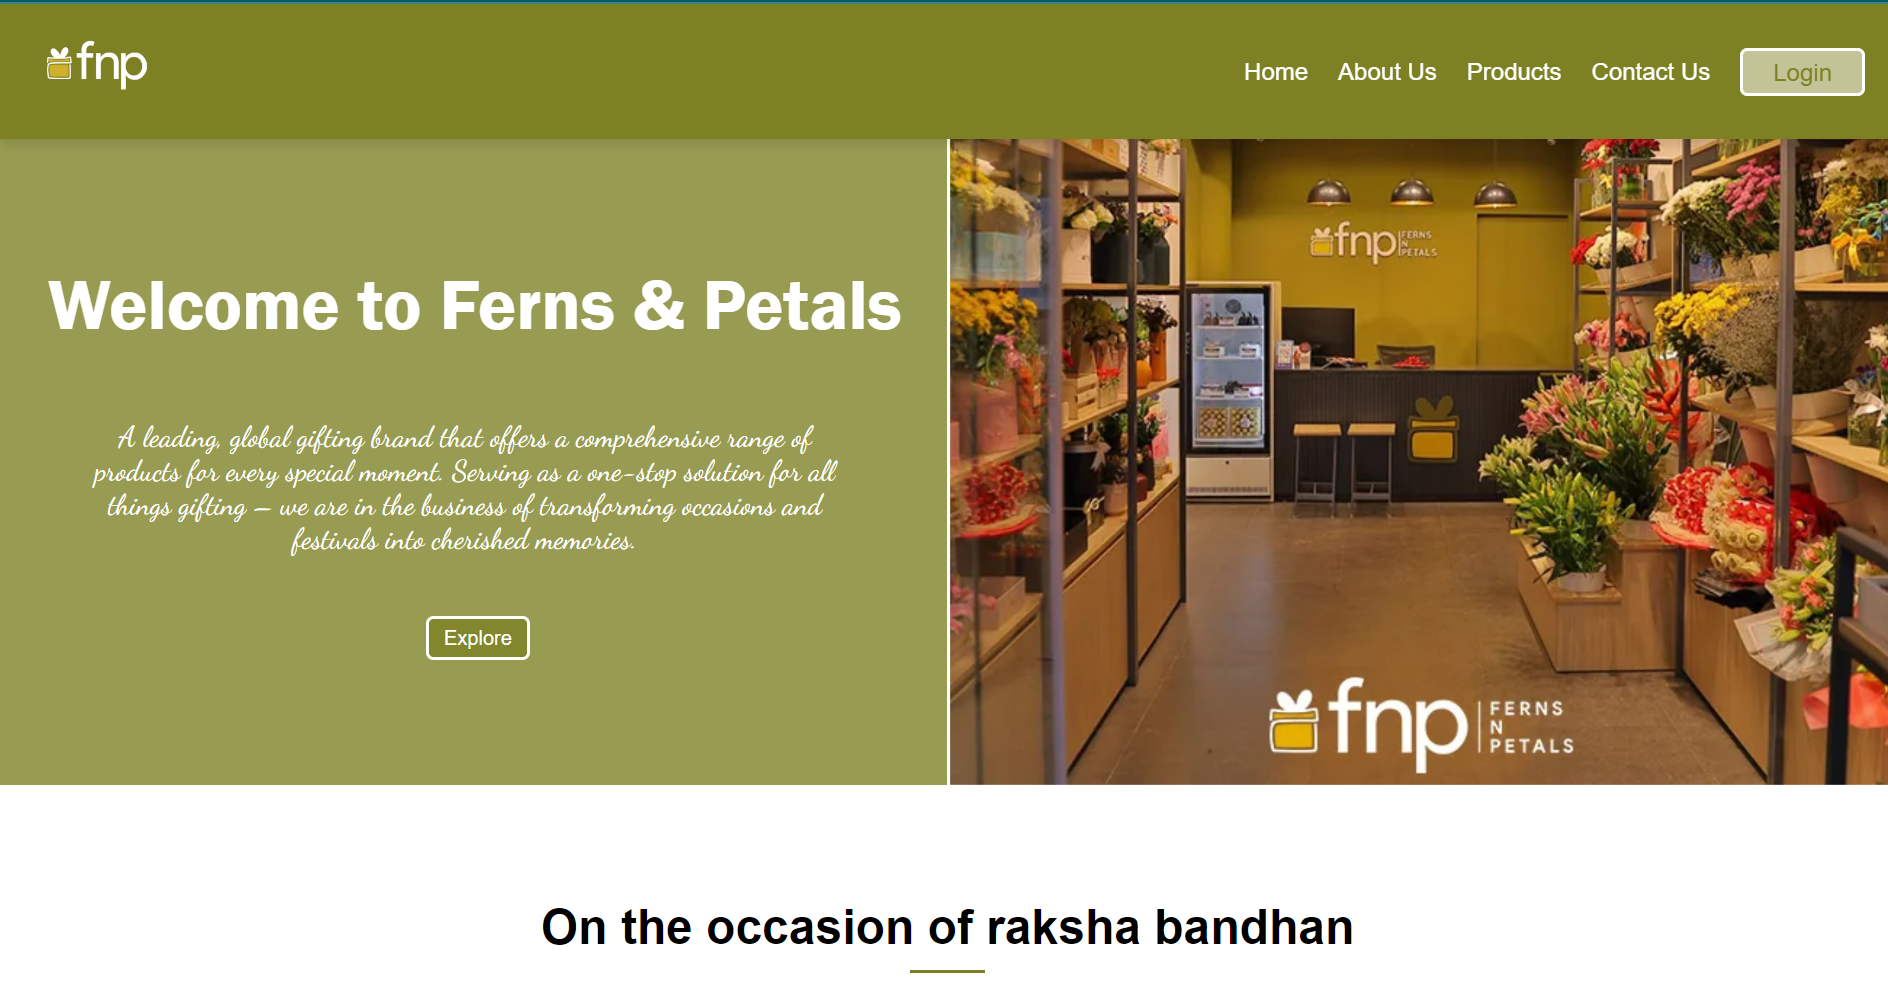 fnp
Home About Us Products Contact Us Login
Welcome to Ferns & Petals
A leading, global gifting brand that offers a comprehensive range of
products for every special moment. Serving as a one-stop solution for all
things gifting – we are in the business of transforming occasions and
festivals into cherished memories.
Explore
fnp
FERNS
N
PETALS
fnp
FERNS
N
PETALS
On the occasion of raksha bandhan